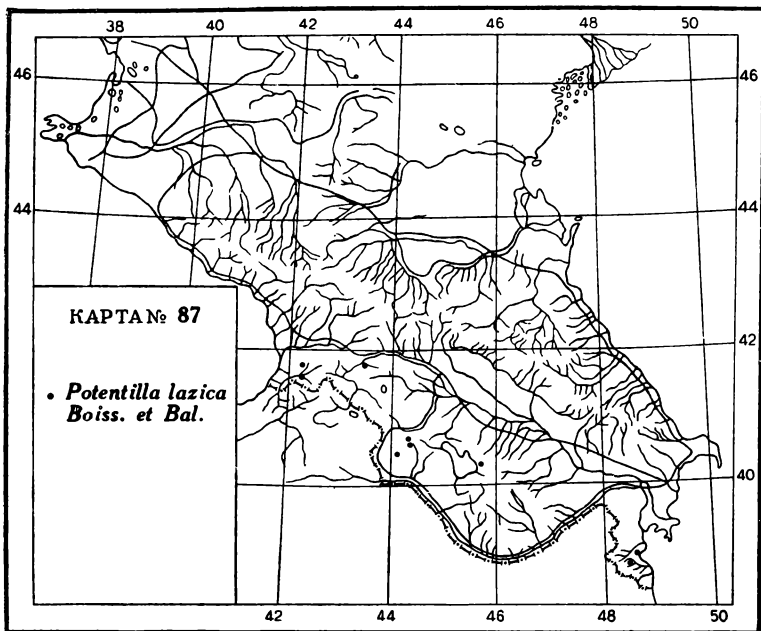 38 40 42 44 46 48 50
46 46
44 44
КАРТА № 87
42
• Potentilla lazica
Boiss. et Bal.
40
42 44 46 48 50